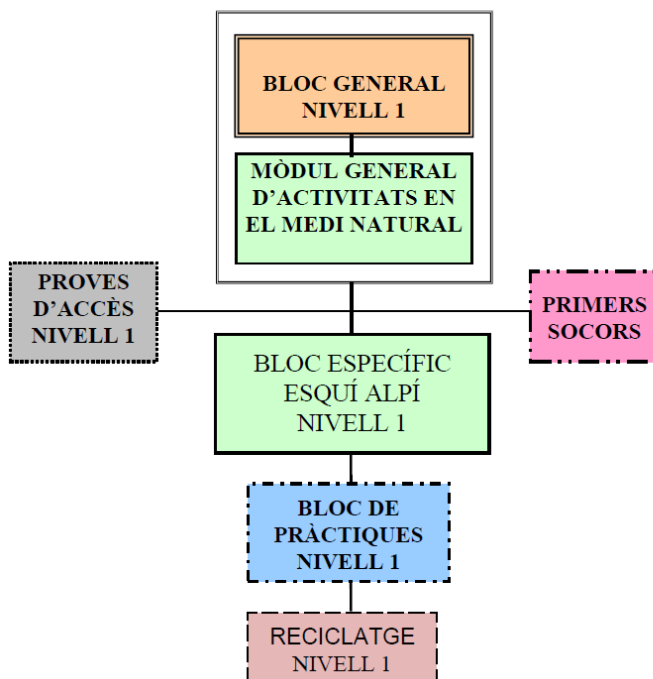 BLOC GENERAL
NIVELL 1
MÒDUL GENERAL
D’ACTIVITATS EN
EL MEDI NATURAL
PROVES
D’ACCÈS
NIVELL 1
PRIMERS
SOCORS
BLOC ESPECÍFIC
ESQUÍ ALPÍ
NIVELL 1
BLOC DE
PRÀCTIQUES
NIVELL 1
RECICLATGE
NIVELL 1